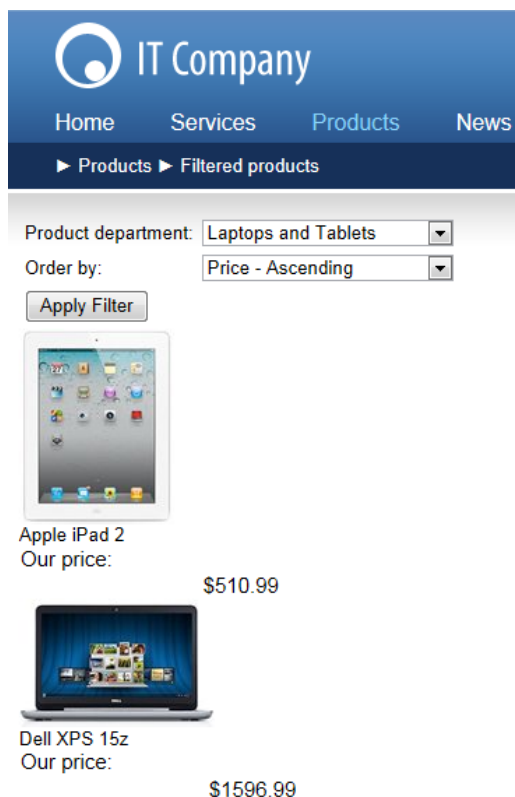 IT Company
Home Services Products News
► Products ► Filtered products
Product department: Laptops and Tablets
Order by: Price - Ascending
Apply Filter
Apple iPad 2
Our price:
$510.99
Dell XPS 15z
Our price:
$1596.99